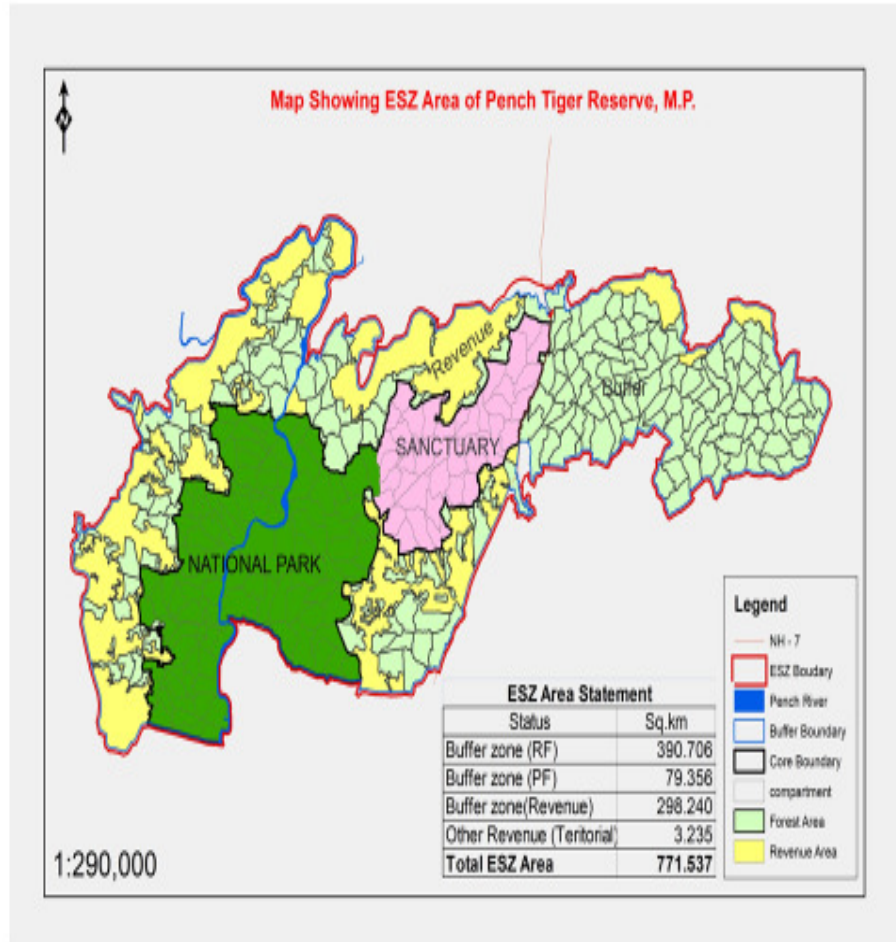 Map Showing ESZ Area of Pench Tiger Reserve, M.P.
N
Revenue
Buffer
SANCTUARY
NATIONAL PARK
Legend
NH - 7
ESZ Boudary
Pench River
Buffer Boundary
Core Boundary
compartment
Forest Area
Revenue Area
ESZ Area Statement
Status Sq.km
Buffer zone (RF) 390.706
Buffer zone (PF) 79.356
Buffer zone(Revenue) 298.240
Other Revenue (Teritorial) 3.235
Total ESZ Area 771.537
1:290,000